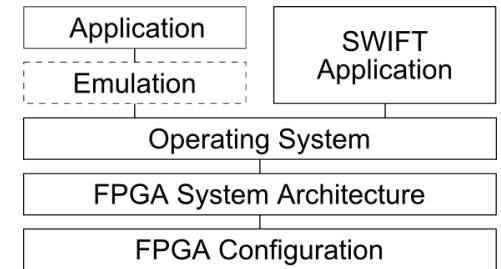 Application
Emulation
SWIFT
Application
Operating System
FPGA System Architecture
FPGA Configuration